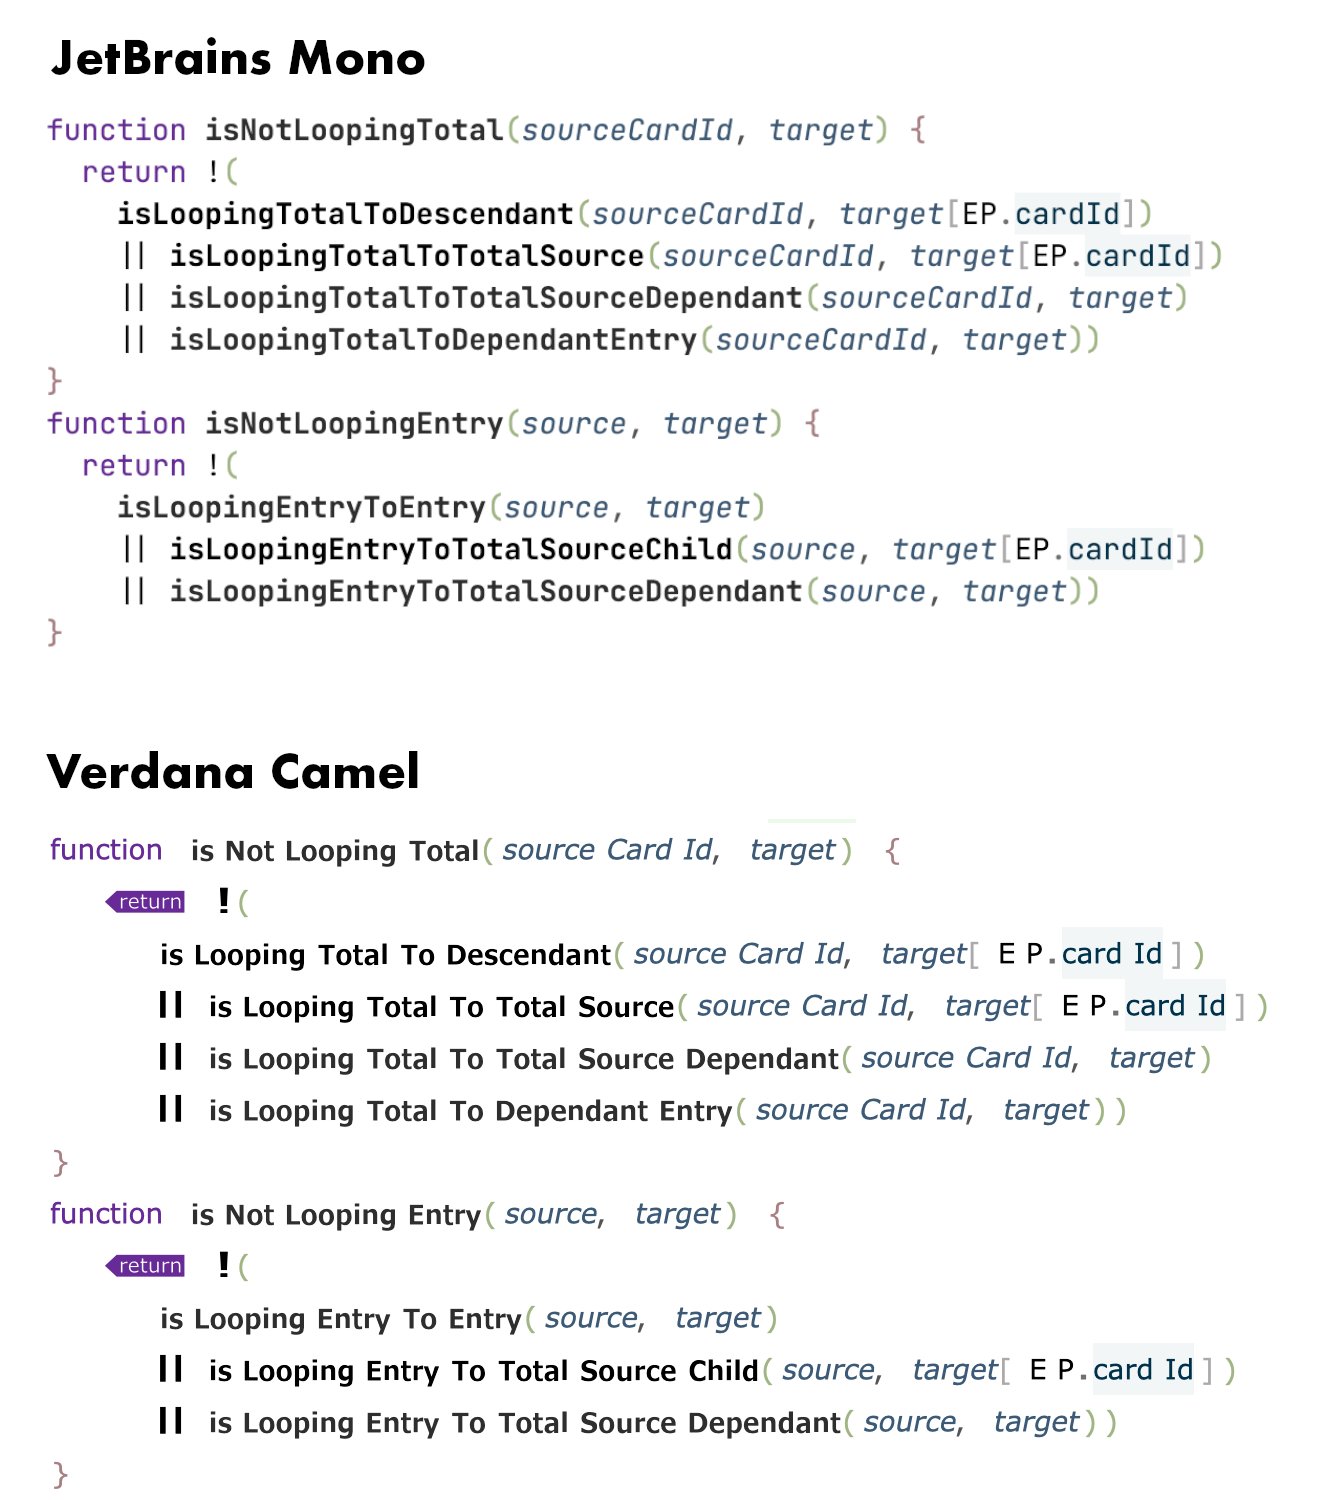 JetBrains Mono
function isNotLoopingTotal(sourceCardId, target) {
return !(
isLoopingTotalToDescendant(sourceCardId, target[EP.cardId])
|| isLoopingTotalToTotalSource(sourceCardId, target[EP.cardId])
|| isLoopingTotalToTotalSourceDependant(sourceCardId, target)
|| isLoopingTotalToDependantEntry(sourceCardId, target))
}
function isNotLoopingEntry(source, target) {
return !(
isLoopingEntryToEntry(source, target)
|| isLoopingEntryToTotalSourceChild(source, target[EP.cardId])
|| isLoopingEntryToTotalSourceDependant(source, target))
}
Verdana Camel
function is Not Looping Total( source Card Id, target) {
return !(
is Looping Total To Descendant( source Card Id, target[ E P.card Id ] )
|| is Looping Total To Total Source( source Card Id, target[ E P.card Id ] )
|| is Looping Total To Total Source Dependant( source Card Id, target)
|| is Looping Total To Dependant Entry( source Card Id, target) )
}
function is Not Looping Entry( source, target) {
return !(
is Looping Entry To Entry( source, target)
|| is Looping Entry To Total Source Child( source, target[ E P.card Id ] )
|| is Looping Entry To Total Source Dependant( source, target) )
}